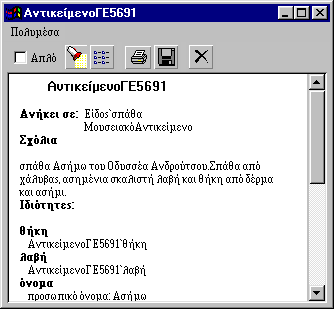 ΑντικείμενοΓΕ5691
Πολυμέσα
Απλό
ΑντικείμενοΓΕ5691
Ανήκει σε: Είδος`σπάθα
ΜουσειακόΑντικείμενο
Σχόλια
σπάθα Ασήμω του Οδυσσέα Ανδρούτσου.Σπάθα από
χάλυβας, ασημένια σκαλιστή λαβή και θήκη από δέρμα
και ασήμι.
Ιδιότητες:
θήκη
ΑντικείμενοΓΕ5691`θήκη
λαβή
ΑντικείμενοΓΕ5691`λαβή
όνομα
προσωπικό όνομα: Ασήμω